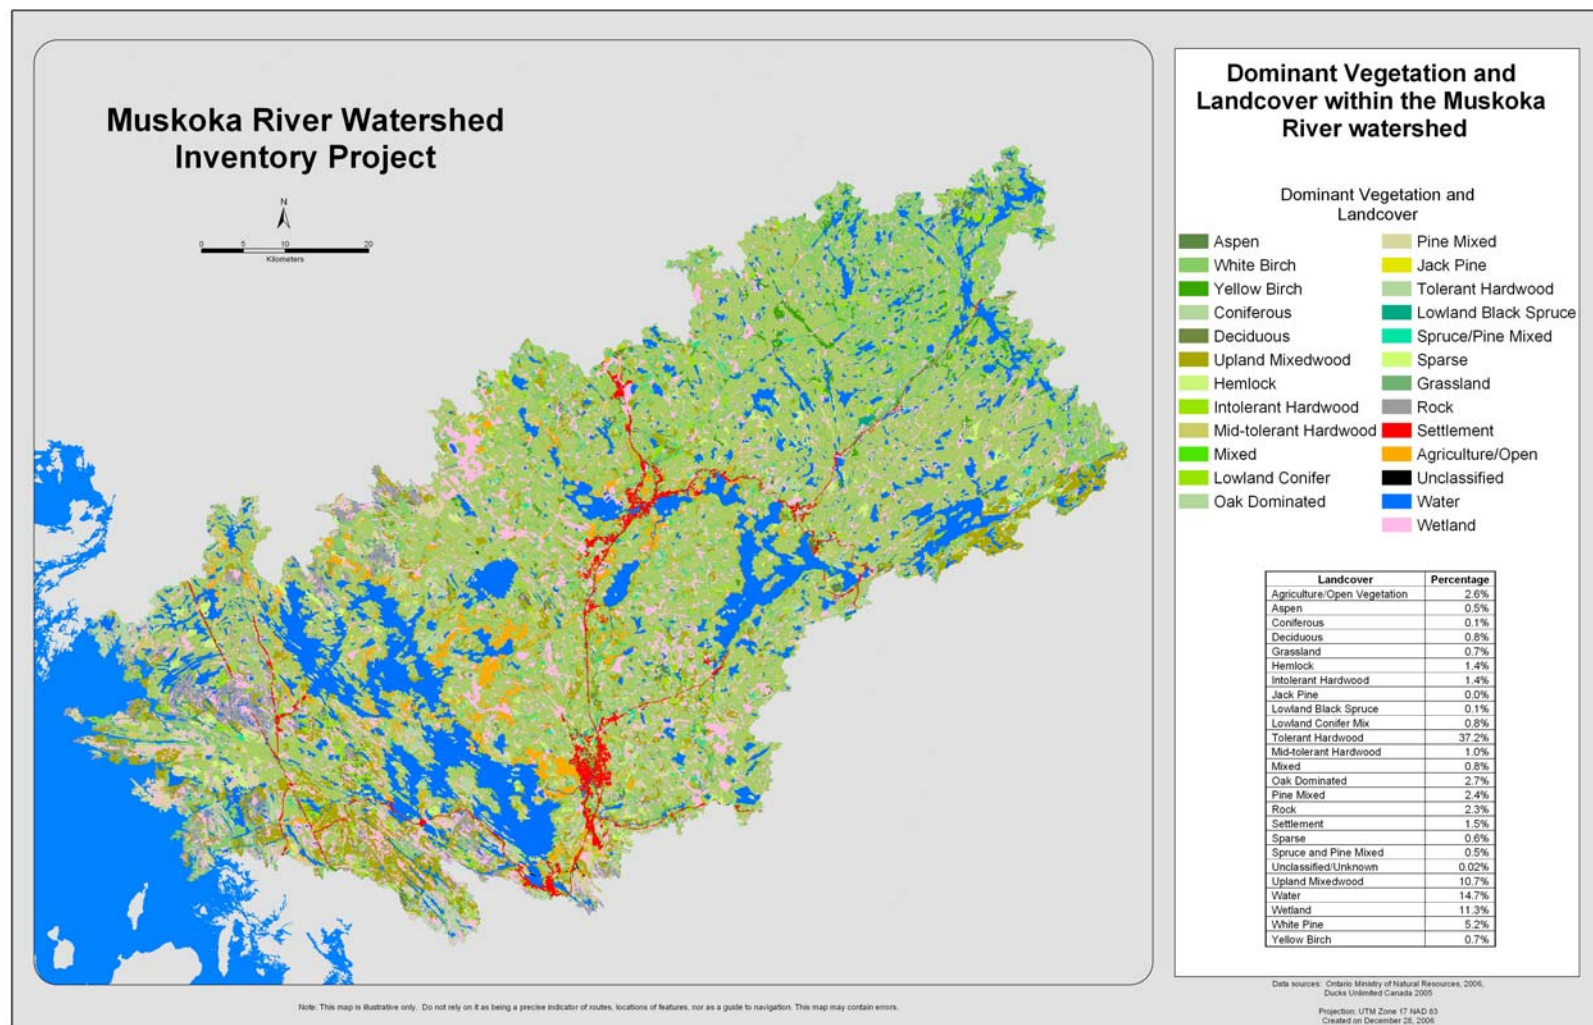 Muskoka River Watershed
Inventory Project
N
0 5 10 20
Kilometers
Dominant Vegetation and
Landcover within the Muskoka
River watershed
Dominant Vegetation and
Landcover
Aspen
White Birch
Yellow Birch
Coniferous
Deciduous
Upland Mixedwood
Hemlock
Intolerant Hardwood
Mid-tolerant Hardwood
Mixed
Lowland Conifer
Oak Dominated
Pine Mixed
Jack Pine
Tolerant Hardwood
Lowland Black Spruce
Spruce/Pine Mixed
Sparse
Grassland
Rock
Settlement
Agriculture/Open
Unclassified
Water
Wetland
Landcover Percentage
Agriculture/Open Vegetation 2.6%
Aspen 0.5%
Coniferous 0.1%
Deciduous 0.8%
Grassland 0.7%
Hemlock 1.4%
Intolerant Hardwood 1.4%
Jack Pine 0.0%
Lowland Black Spruce 0.1%
Lowland Conifer Mix 0.8%
Tolerant Hardwood 37.2%
Mid-tolerant Hardwood 1.0%
Mixed 0.8%
Oak Dominated 2.7%
Pine Mixed 2.4%
Rock 2.3%
Settlement 1.5%
Sparse 0.6%
Spruce and Pine Mixed 0.5%
Unclassified/Unknown 0.02%
Upland Mixedwood 10.7%
Water 14.7%
Wetland 11.3%
White Pine 5.2%
Yellow Birch 0.7%
Data sources: Ontario Ministry of Natural Resources, 2006,
Ducks Unlimited Canada 2005
Projection: UTM Zone 17 NAD 83
Created on December 28, 2006
Note: This map is illustrative only. Do not rely on it as being a precise indicator of routes, locations of features, nor as a guide to navigation. This map may contain errors.